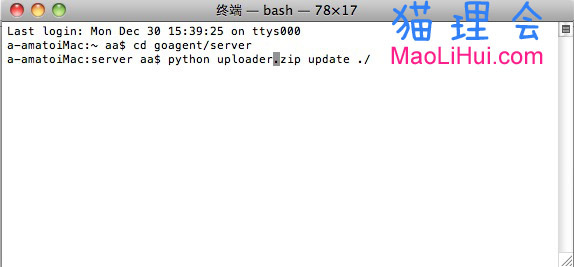 终端 — bash — 78×17
猫理会
MaoLiHui.com
Last login: Mon Dec 30 15:39:25 on ttys000
a-amatoiMac:~ aa$ cd goagent/server
a-amatoiMac:server aa$ python uploader.zip update ./